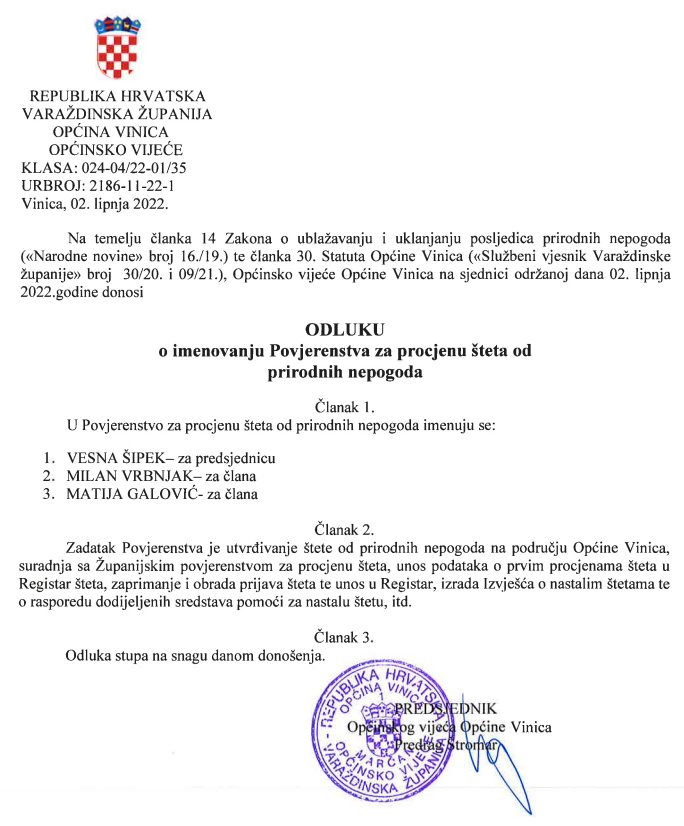 REPUBLIKA HRVATSKA
VARAŽDINSKA ŽUPANIJA
OPĆINA VINICA
OPĆINSKO VIJEĆE
KLASA: 024-04/22-01/35
URBROJ: 2186-11-22-1
Vinica, 02. lipnja 2022.
Na temelju članka 14 Zakona o ublažavanju i uklanjanju posljedica prirodnih nepogoda
(«Narodne novine» broj 16./19.) te članka 30. Statuta Općine Vinica («Službeni vjesnik Varaždinske
županije» broj 30/20. i 09/21.), Općinsko vijeće Općine Vinica na sjednici održanoj dana 02. lipnja
2022.godine donosi
ODLUKU
o imenovanju Povjerenstva za procjenu šteta od
prirodnih nepogoda
Članak 1.
U Povjerenstvo za procjenu šteta od prirodnih nepogoda imenuju se:
1. VESNA ŠIPEK– za predsjednicu
2. MILAN VRBNJAK– za člana
3. MATIJA GALOVIĆ- za člana
Članak 2.
Zadatak Povjerenstva je utvrđivanje štete od prirodnih nepogoda na području Općine Vinica,
suradnja sa Županijskim povjerenstvom za procjenu šteta, unos podataka o prvim procjenama šteta u
Registar šteta, zaprimanje i obrada prijava šteta te unos u Registar, izrada Izvješća o nastalim štetama te
o rasporedu dodijeljenih sredstava pomoći za nastalu štetu, itd.
Članak 3.
Odluka stupa na snagu danom donošenja.
PREDSJEDNIK
Općinskog vijeća Općine Vinica
Predrag Stromar
REPUBLIKA HRVATSKA
VARAŽDINSKA ŽUPANIJA
OPĆINA VINICA
1
OPĆINSKO VIJEĆE
MARČAN